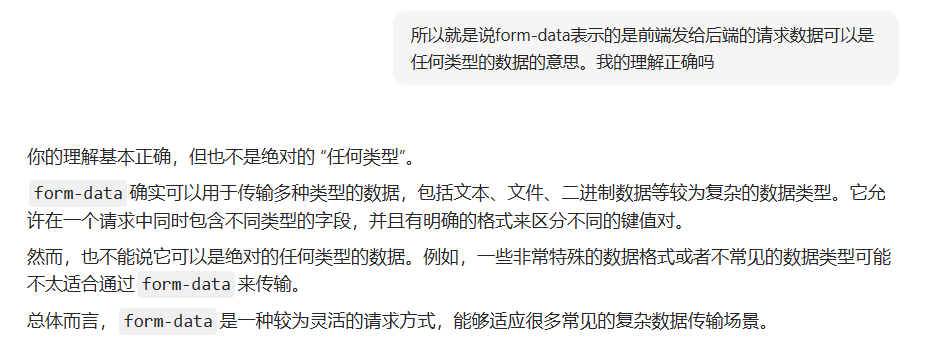 所以就是说form-data表示的是前端发给后端的请求数据可以是
任何类型的数据的意思。我的理解正确吗
你的理解基本正确，但也不是绝对的 “任何类型”。
form-data 确实可以用于传输多种类型的数据，包括文本、文件、二进制数据等较为复杂的数据类型。它允
许在一个请求中同时包含不同类型的字段，并且有明确的格式来区分不同的键值对。
然而，也不能说它可以是绝对的任何类型的数据。例如，一些非常特殊的数据格式或者不常见的数据类型可能
不太适合通过 form-data 来传输。
总体而言， form-data 是一种较为灵活的请求方式，能够适应很多常见的复杂数据传输场景。